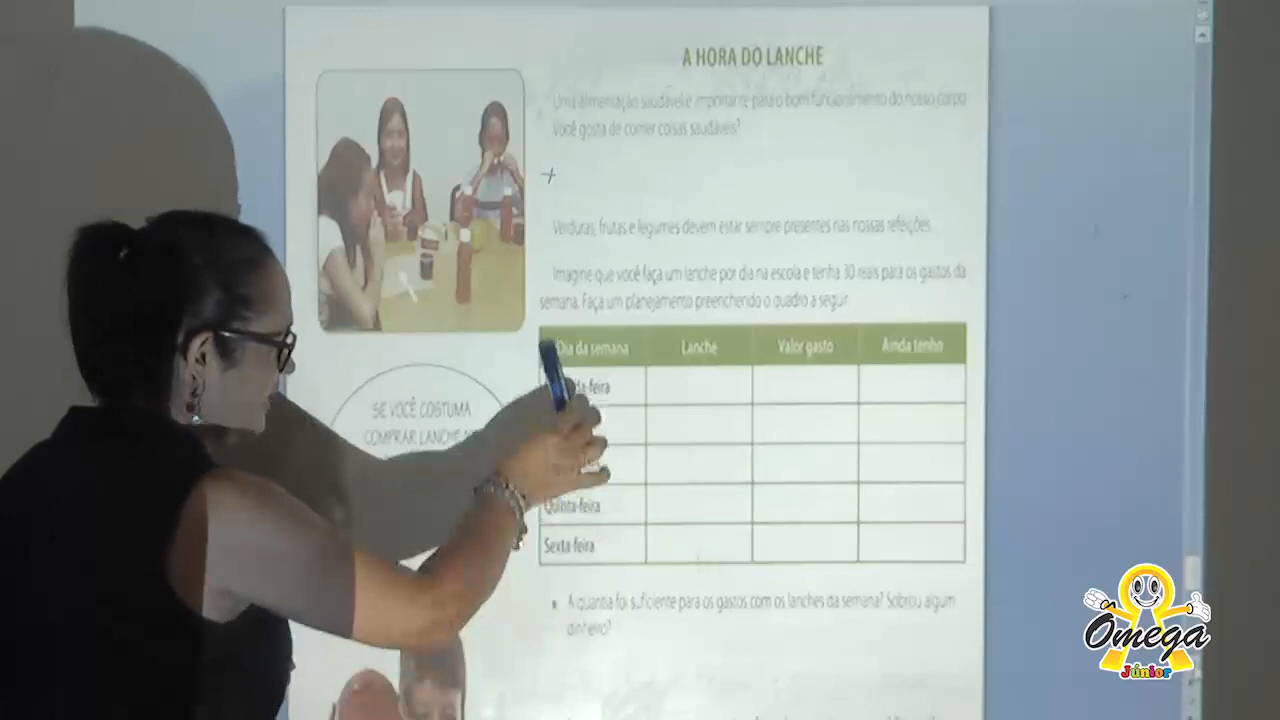 A HORA DO LANCHE
Uma alimentação saudável é importante para o bom funcionamento do nosso corpo
Você gosta de comer coisas saudáveis?
Verduras, frutas e legumes devem estar sempre presentes nas nossas refeições.
Imagine que você faça um lanche por dia na escola e tenha 30 reais para os gastos da
semana. Faça um planejamento preenchendo o quadro a seguir
Dia da semana Lanche Valor gasto Ainda tenho
da-feira
Quinta-feira
Sexta-feira
SE VOCÊ COSTUMA
COMPRAR LANCHE
A quantia foi suficiente para os gastos com os lanches da semana? Sobrou algum
dinheiro?
Ômega
Júnior